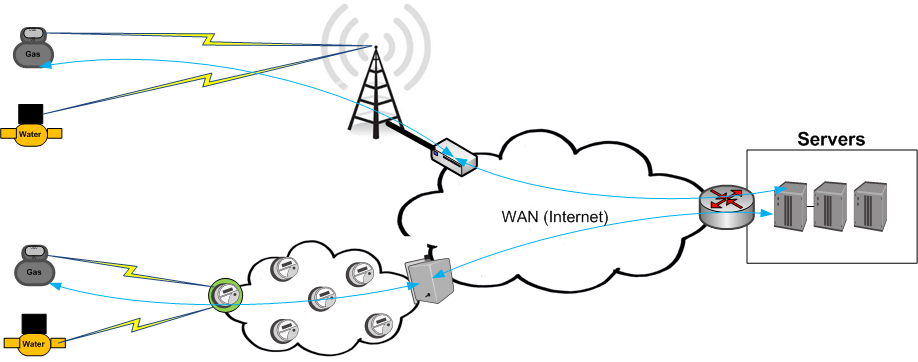 Gas
Water
Servers
WAN (Internet)
Gas
Water